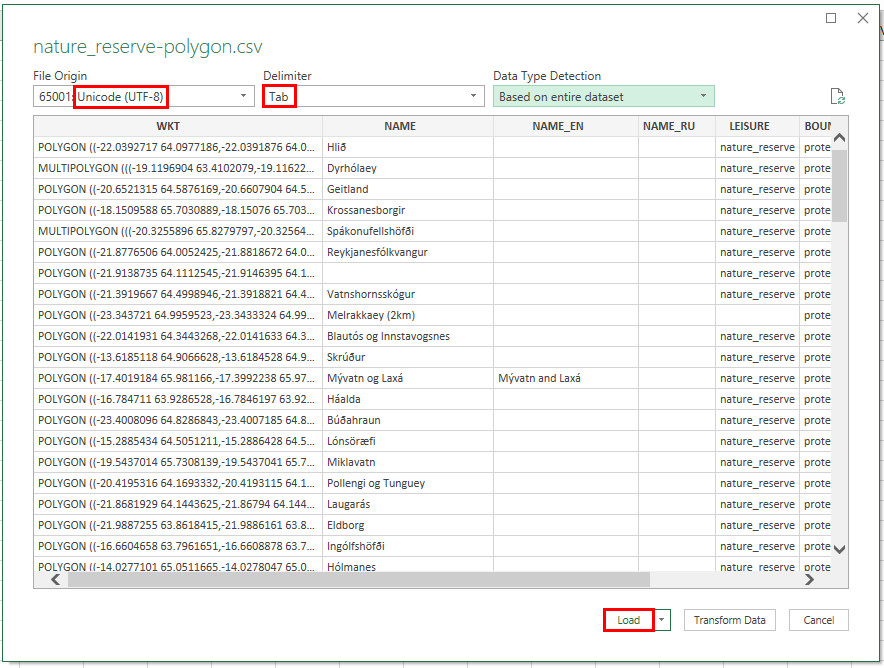 nature_reserve-polygon.csv
File Origin Delimiter Data Type Detection
65001: Unicode (UTF-8) Tab Based on entire dataset
WKT NAME NAME_EN NAME_RU LEISURE BOUN
POLYGON ((-22.0392717 64.0977186,-22.0391876 64.0... Hlið nature_reserve prote
MULTIPOLYGON (((-19.1196904 63.4102079,-19.11622... Dyrhólaey nature_reserve prote
POLYGON ((-20.6521315 64.5876169,-20.6607904 64.5... Geitland nature_reserve prote
POLYGON ((-18.1509588 65.7030889,-18.15076 65.703... Krossanesborgir nature_reserve prote
MULTIPOLYGON (((-20.3255896 65.8279797,-20.32564... Spákonufellshöfði nature_reserve prote
POLYGON ((-21.8776506 64.0052425,-21.8818672 64.0... Reykjanesfólkvangur nature_reserve prote
POLYGON ((-21.9138735 64.1112545,-21.9146395 64.1... nature_reserve prote
POLYGON ((-21.3919667 64.4998946,-21.3918821 64.4... Vatnshornsskógur nature_reserve prote
POLYGON ((-23.343721 64.9959523,-23.3433324 64.99... Melrakkaey (2km) prote
POLYGON ((-22.0141931 64.3443268,-22.0141633 64.3... Blautós og Innstavogsnes nature_reserve prote
POLYGON ((-13.6185118 64.9066628,-13.6184528 64.9... Skrúður nature_reserve prote
POLYGON ((-17.4019184 65.981166,-17.3992238 65.97... Mývatn og Laxá Mývatn and Laxá nature_reserve prote
POLYGON ((-16.784711 63.9286528,-16.7846197 63.92... Háalda nature_reserve prote
POLYGON ((-23.4008096 64.8286843,-23.4007185 64.8... Búðahraun nature_reserve prote
POLYGON ((-15.2885434 64.5051211,-15.2886428 64.5... Lónsöræfi nature_reserve prote
POLYGON ((-19.5437014 65.7308139,-19.5437041 65.7... Miklavatn nature_reserve prote
POLYGON ((-20.4195316 64.1693332,-20.4193115 64.1... Pollengi og Tunguey nature_reserve prote
POLYGON ((-21.8681929 64.1443625,-21.86794 64.144... Laugarás nature_reserve prote
POLYGON ((-21.9887255 63.8618415,-21.9886161 63.8... Eldborg nature_reserve prote
POLYGON ((-16.6604658 63.7961651,-16.6608878 63.7... Ingólfshöfði nature_reserve prote
POLYGON ((-14.0277101 65.0511665,-14.0278047 65.0... Hólmanes nature_reserve prote
Load Transform Data Cancel